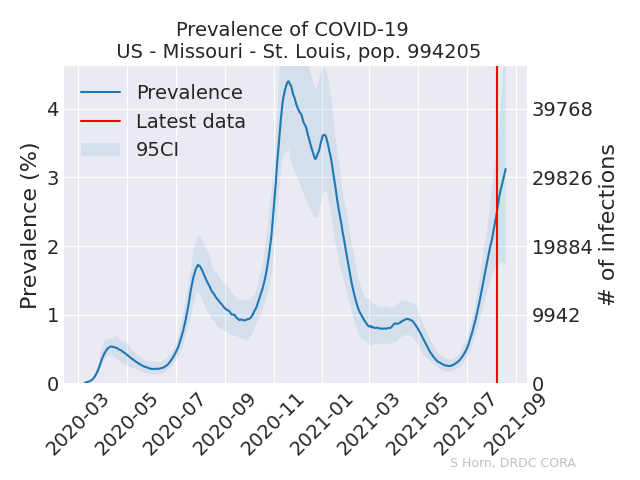 Prevalence of COVID-19
US - Missouri - St. Louis, pop. 994205
Prevalence
Latest data
95CI
Prevalence (%)
4
3
2
1
0
39768
29826
19884
9942
0
# of infections
2020-03
2020-05
2020-07
2020-09
2020-11
2021-01
2021-03
2021-05
2021-07
2021-09
S Horn, DRDC CORA